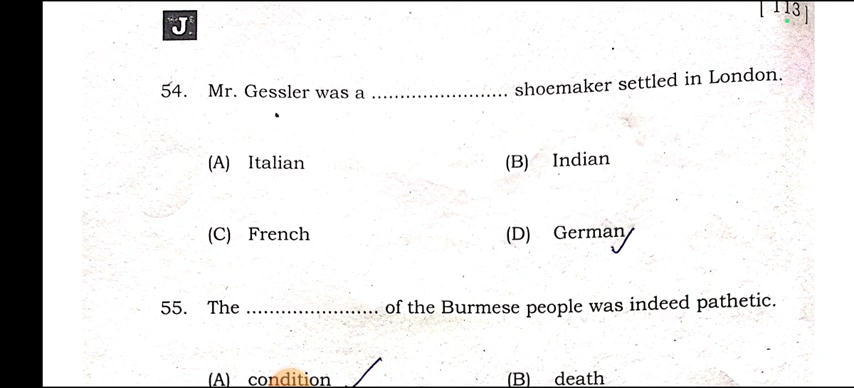 J
[ 113 ]
54. Mr. Gessler was a ........................ shoemaker settled in London.
(A) Italian (B) Indian
(C) French (D) German
55. The ....................... of the Burmese people was indeed pathetic.
(A) condition (B) death